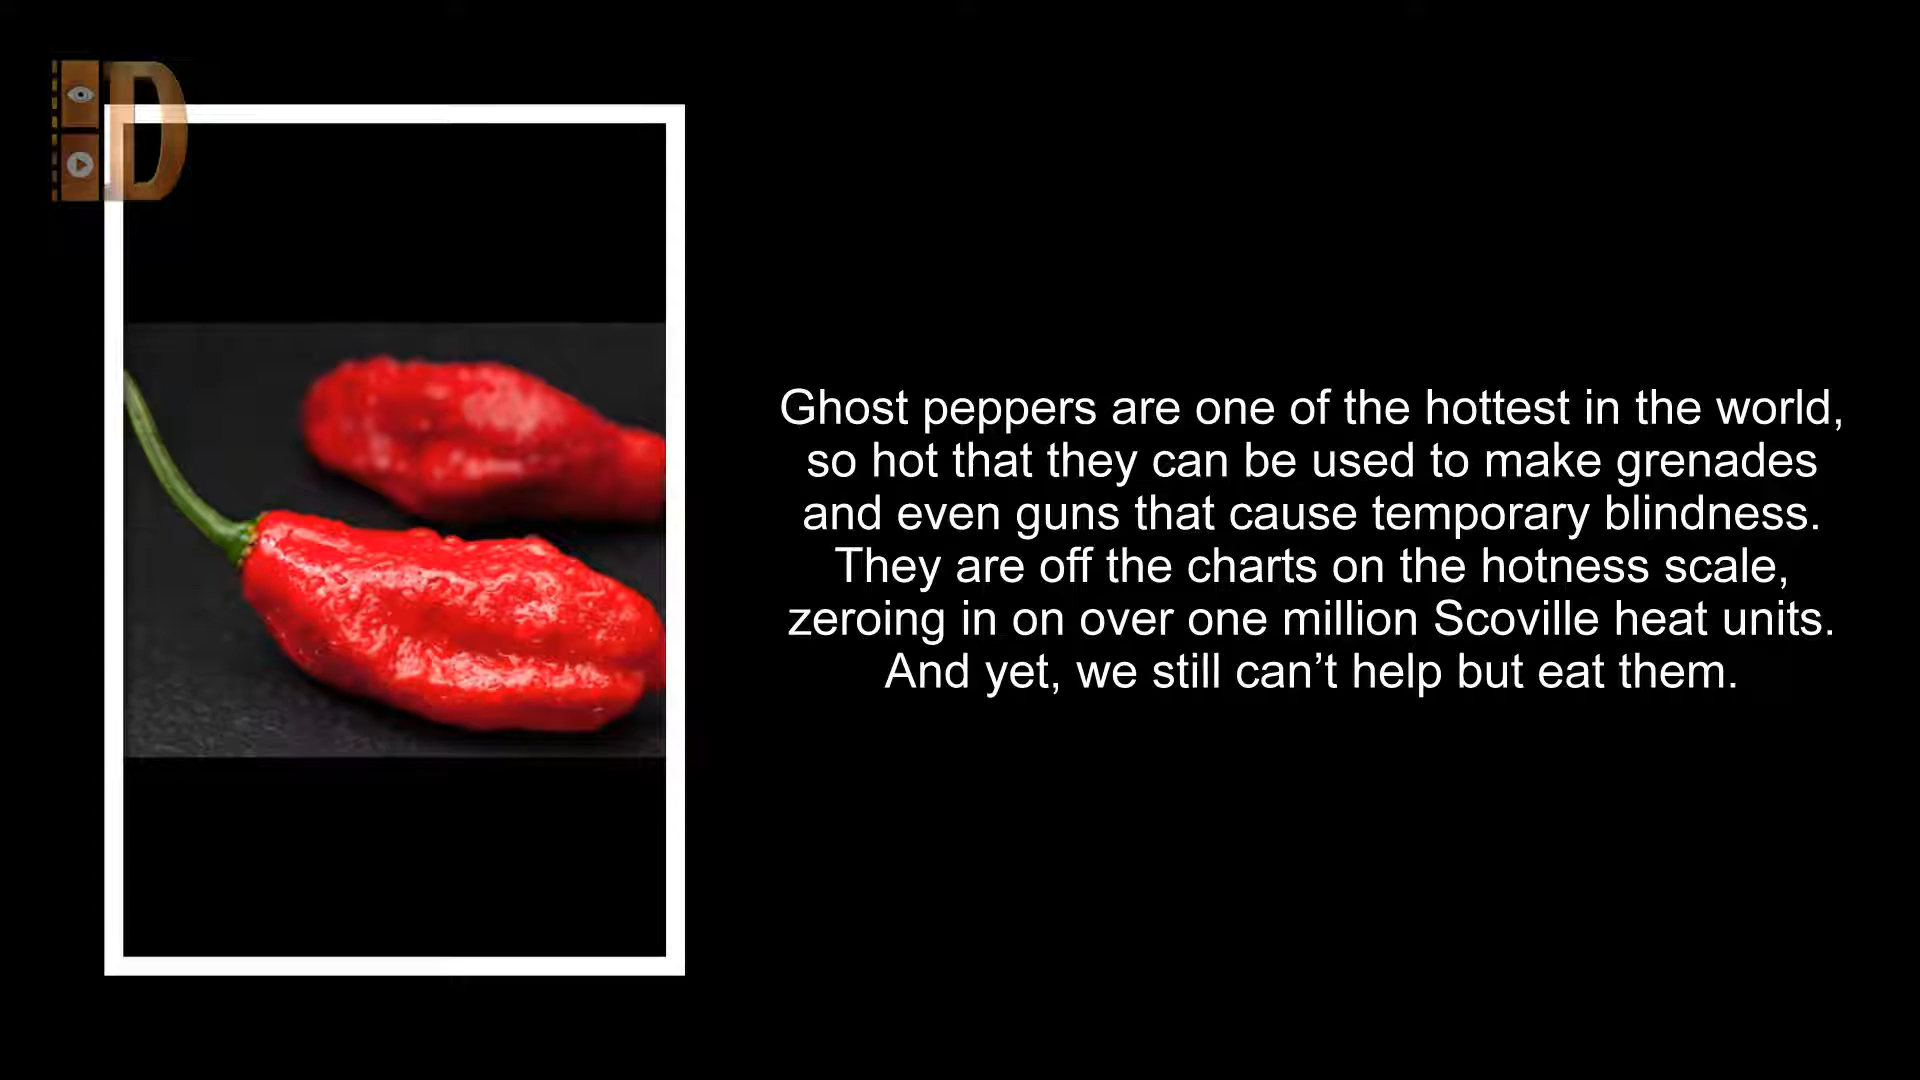 D
Ghost peppers are one of the hottest in the world,
so hot that they can be used to make grenades
and even guns that cause temporary blindness.
They are off the charts on the hotness scale,
zeroing in on over one million Scoville heat units.
And yet, we still can’t help but eat them.